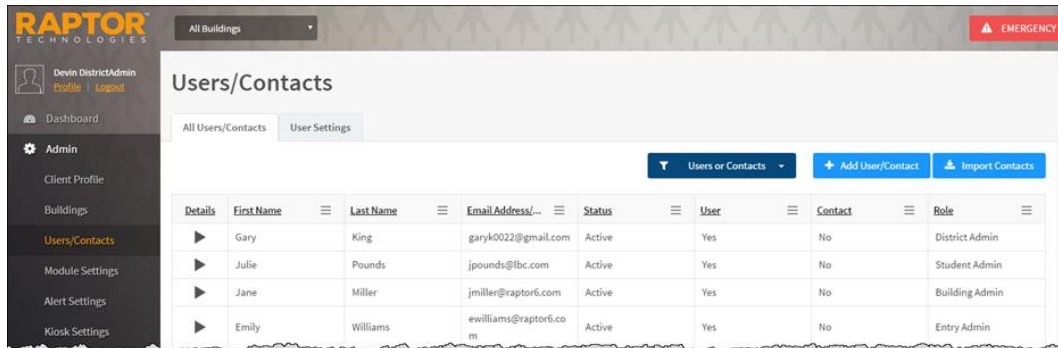 RAPTOR
TECHNOLOGIES
All Buildings
EMERGENCY
Devin DistrictAdmin
Profile | Logout
Users/Contacts
Dashboard
All Users/Contacts
User Settings
Admin
Users or Contacts
Add User/Contact
Import Contacts
Client Profile
Buildings
Users/Contacts
Module Settings
Alert Settings
Kiosk Settings
Details First Name Last Name Email Address/... Status User Contact Role
Gary King garyk0022@gmail.com Active Yes No District Admin
Julie Pounds jpounds@lbc.com Active Yes No Student Admin
Jane Miller jmiller@raptor6.com Active Yes No Building Admin
Emily Williams ewilliams@raptor6.co Active Yes No Entry Admin
m